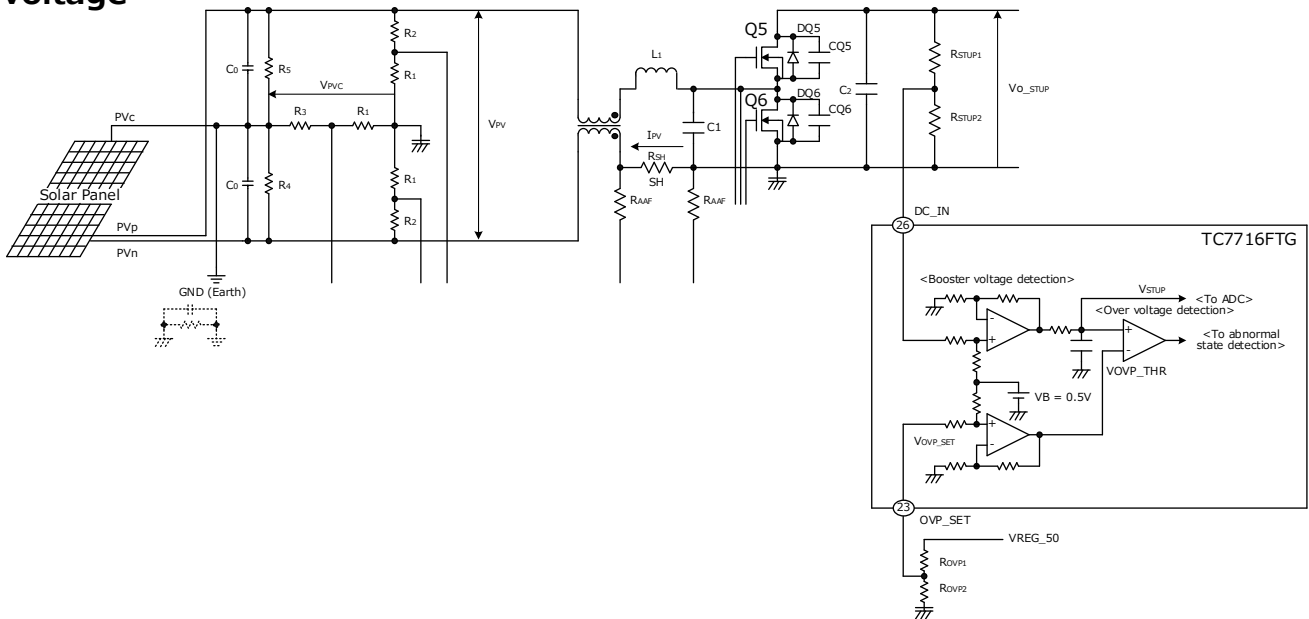 Voltage
R2
Q5
DQ5
CQ5
L1
RSTUP1
C0
R5
R1
VPVC
C2
VO_STUP
Q6
DQ6
CQ6
R3
R1
VPV
PVc
C1
RSTUP2
IPV
RSH
SH
R1
C0
R4
Solar Panel
RAAF
RAAF
R2
DC_IN
PVp
26
TC7716FTG
PVn
<Booster voltage detection>
GND (Earth)
VSTUP
<To ADC>
<Over voltage detection>
-
+
+
-
<To abnormal
state detection>
VOVP_THR
VB = 0.5V
+
-
VOVP_SET
23
OVP_SET
VREG_50
ROVP1
ROVP2